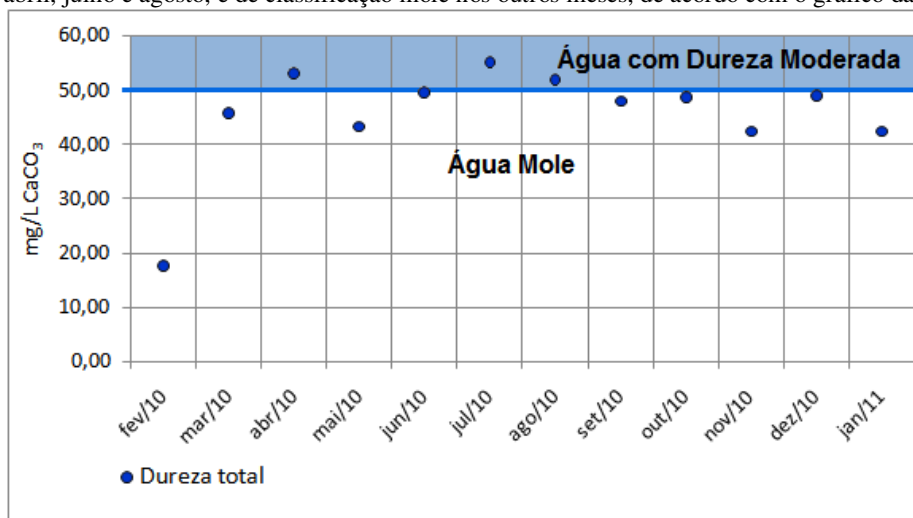 abril, julho e agosto, e de classificação mole nos outros meses, de acordo com o gráfico da
60,00
Água com Dureza Moderada
50,00
40,00
Água Mole
30,00
20,00
10,00
0,00
mg/L CaCO₃
fev/10
mar/10
abr/10
mai/10
jun/10
jul/10
ago/10
set/10
out/10
nov/10
dez/10
jan/11
Dureza total